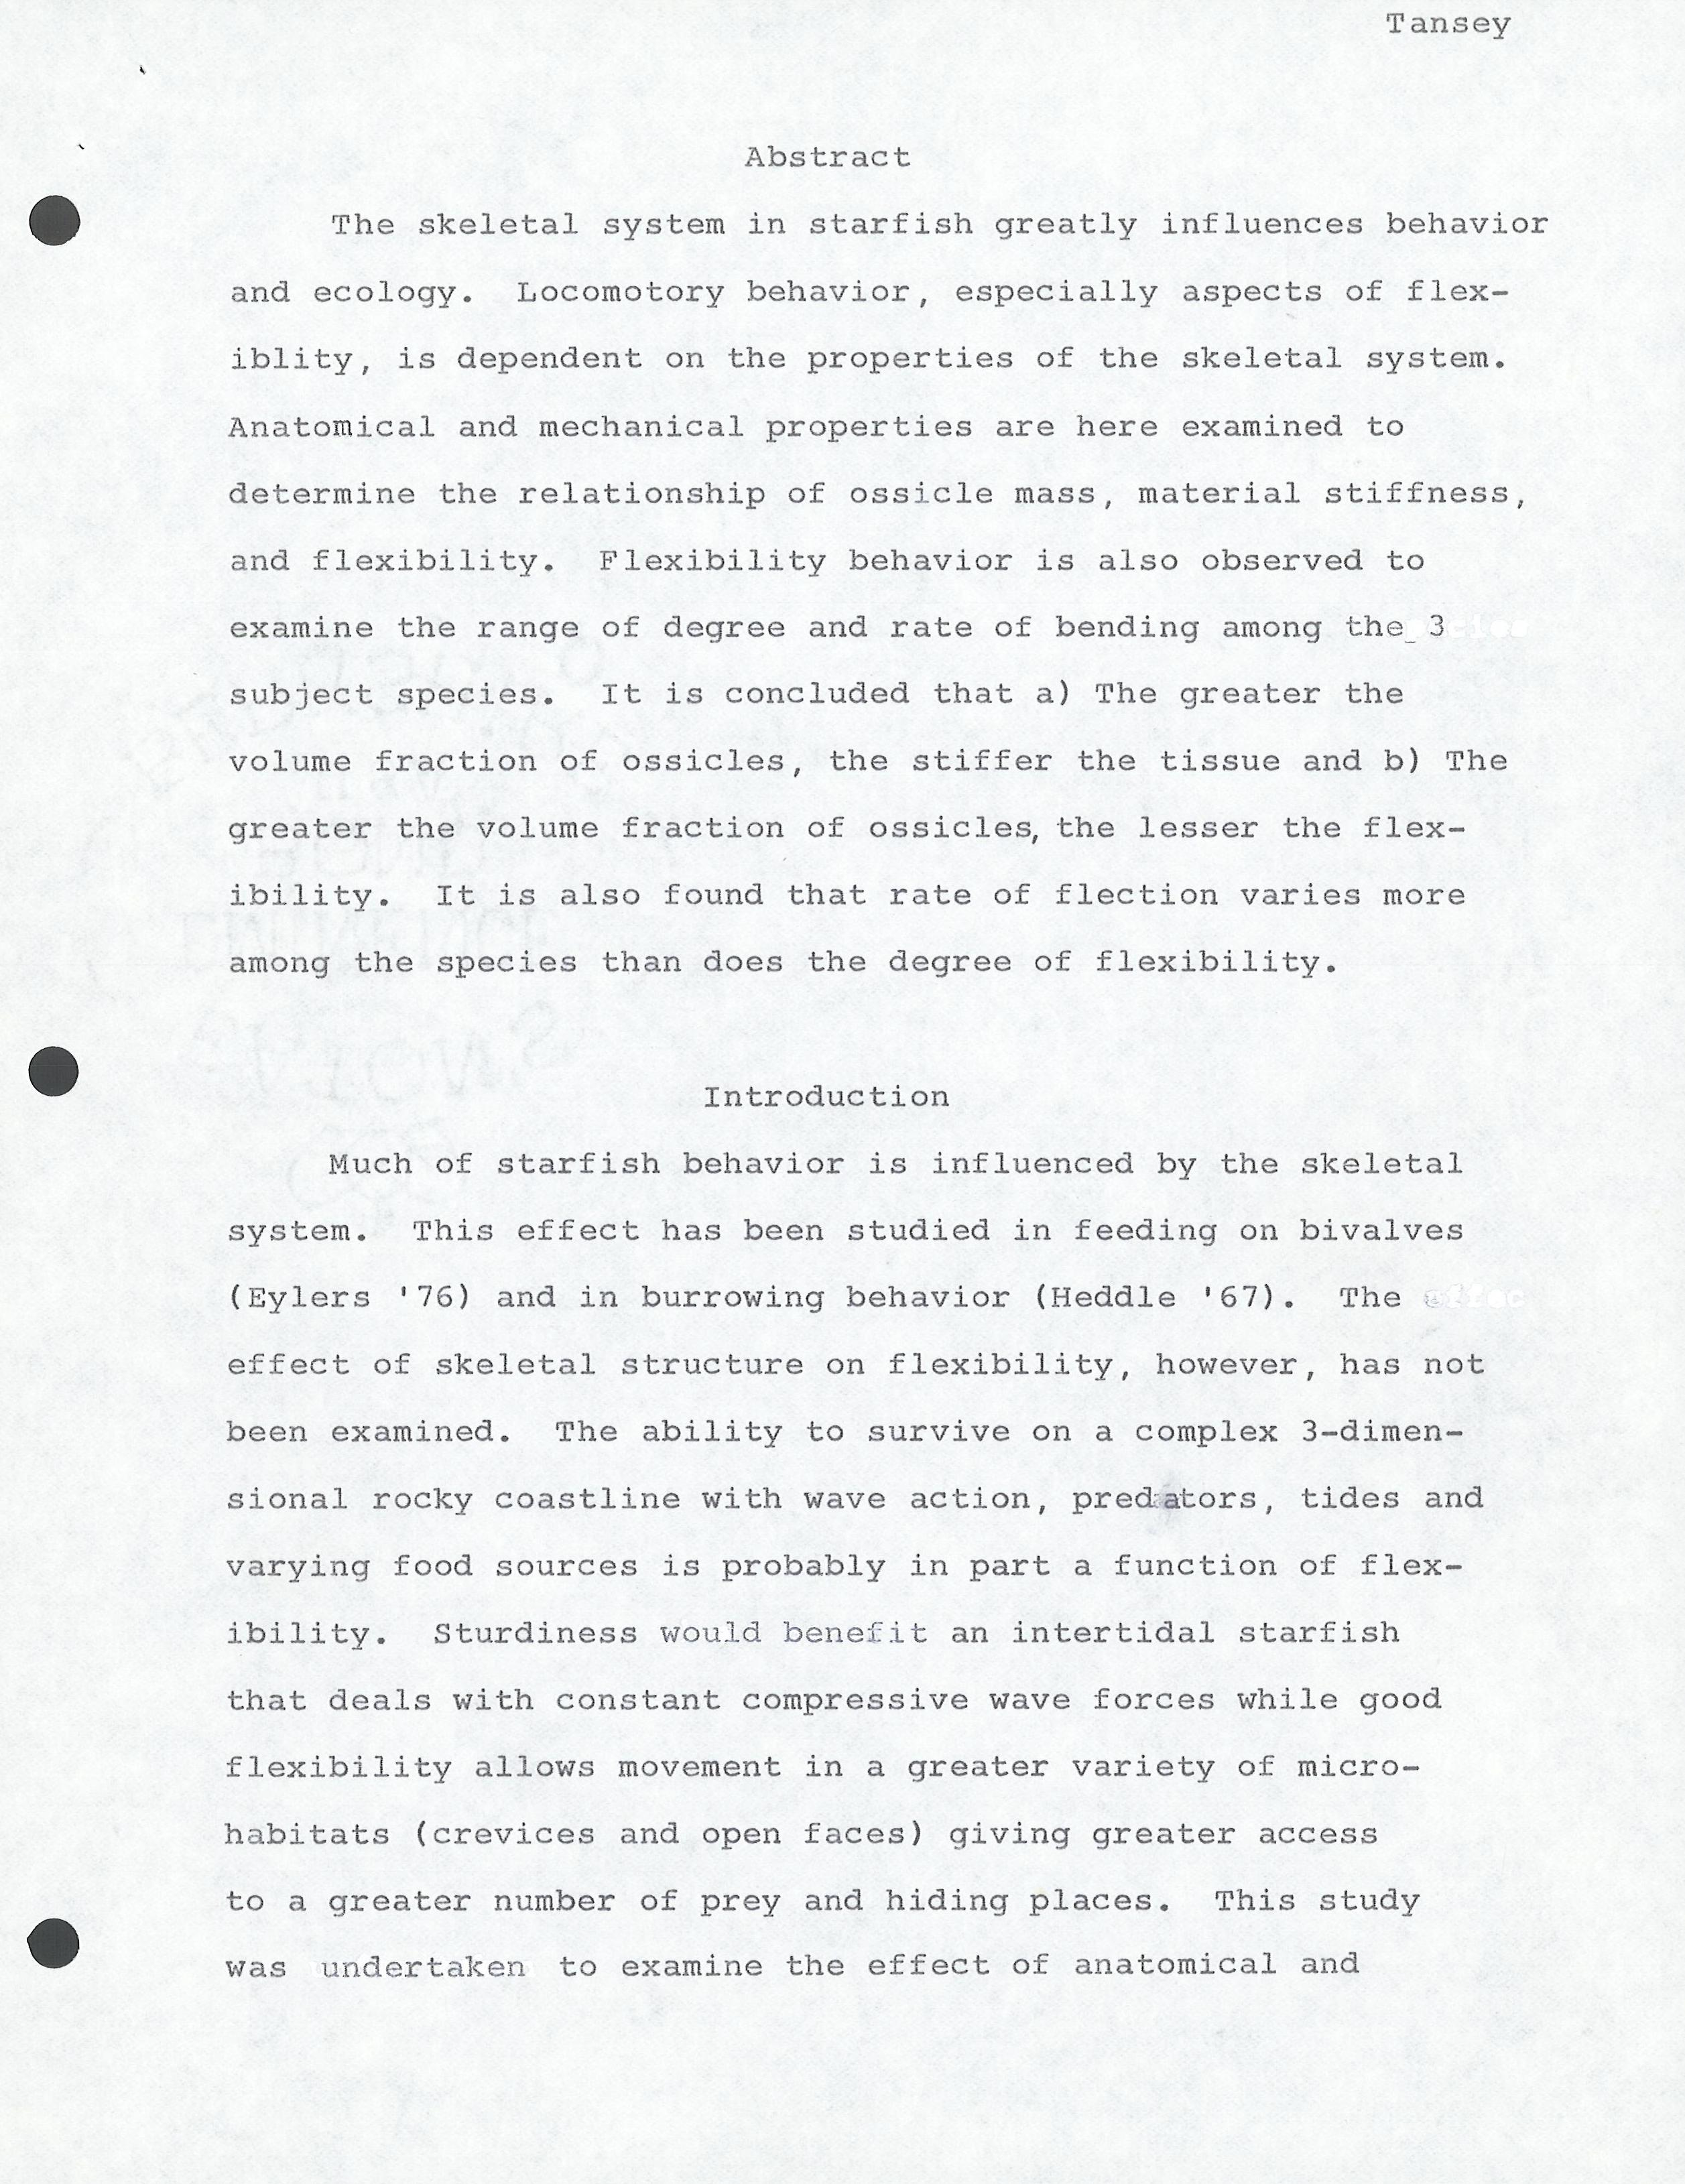 Tansey
Abstract
The skeletal system in starfish greatly influences behavior
and ecology.  Locomotory behavior, especially aspects of flex-
iblity, is dependent on the properties of the skeletal system.
Anatomical and mechanical properties are here examined to
determine the relationship of ossicle mass, material stiffness,
and flexibility.  Flexibility behavior is also observed to
examine the range of degree and rate of bending among the 3
subject species.  It is concluded that a) The greater the
volume fraction of ossicles, the stiffer the tissue and b) The
greater the volume fraction of ossicles, the lesser the flex-
ibility.  It is also found that rate of flection varies more
among the species than does the degree of flexibility.
Introduction
Much of starfish behavior is influenced by the skeletal
system.  This effect has been studied in feeding on bivalves
(Eylers '76) and in burrowing behavior (Heddle '67).  The
effect of skeletal structure on flexibility, however, has not
been examined.  The ability to survive on a complex 3-dimen-
sional rocky coastline with wave action, predators, tides and
varying food sources is probably in part a function of flex-
ibility.  Sturdiness would benefit an intertidal starfish
that deals with constant compressive wave forces while good
flexibility allows movement in a greater variety of micro-
habitats (crevices and open faces) giving greater access
to a greater number of prey and hiding places.  This study
was undertaken to examine the effect of anatomical and